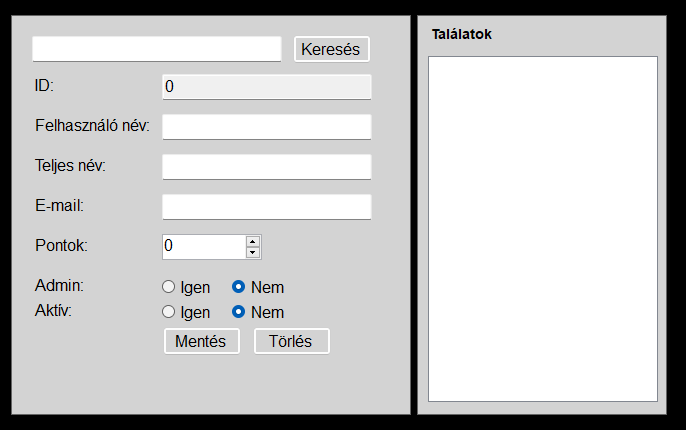 Keresés
ID: 0
Felhasználó név:
Teljes név:
E-mail:
Pontok: 0
Admin: Igen Nem
Aktív: Igen Nem
Mentés Törlés
Találatok